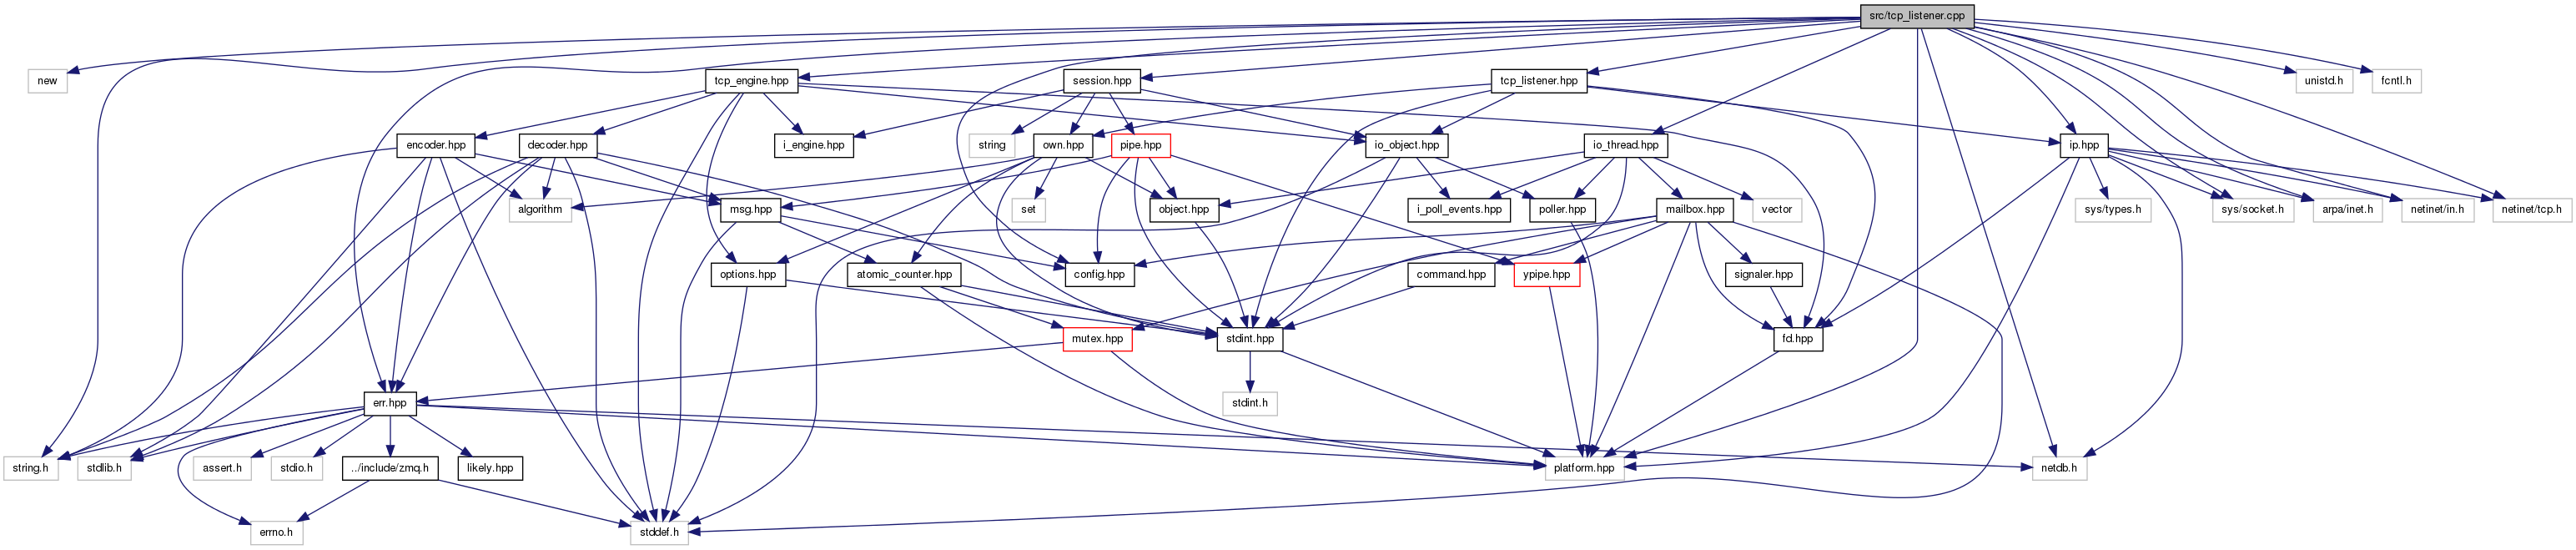 src/tcp_listener.cpp
new
tcp_engine.hpp
session.hpp
tcp_listener.hpp
unistd.h
fcntl.h
encoder.hpp
decoder.hpp
i_engine.hpp
string
own.hpp
pipe.hpp
io_object.hpp
io_thread.hpp
ip.hpp
algorithm
msg.hpp
set
object.hpp
i_poll_events.hpp
poller.hpp
mailbox.hpp
vector
sys/types.h
sys/socket.h
arpa/inet.h
netinet/in.h
netinet/tcp.h
options.hpp
atomic_counter.hpp
config.hpp
command.hpp
ypipe.hpp
signaler.hpp
mutex.hpp
stdint.hpp
fd.hpp
err.hpp
stdint.h
string.h
stdlib.h
assert.h
stdio.h
../include/zmq.h
likely.hpp
platform.hpp
netdb.h
errno.h
stddef.h